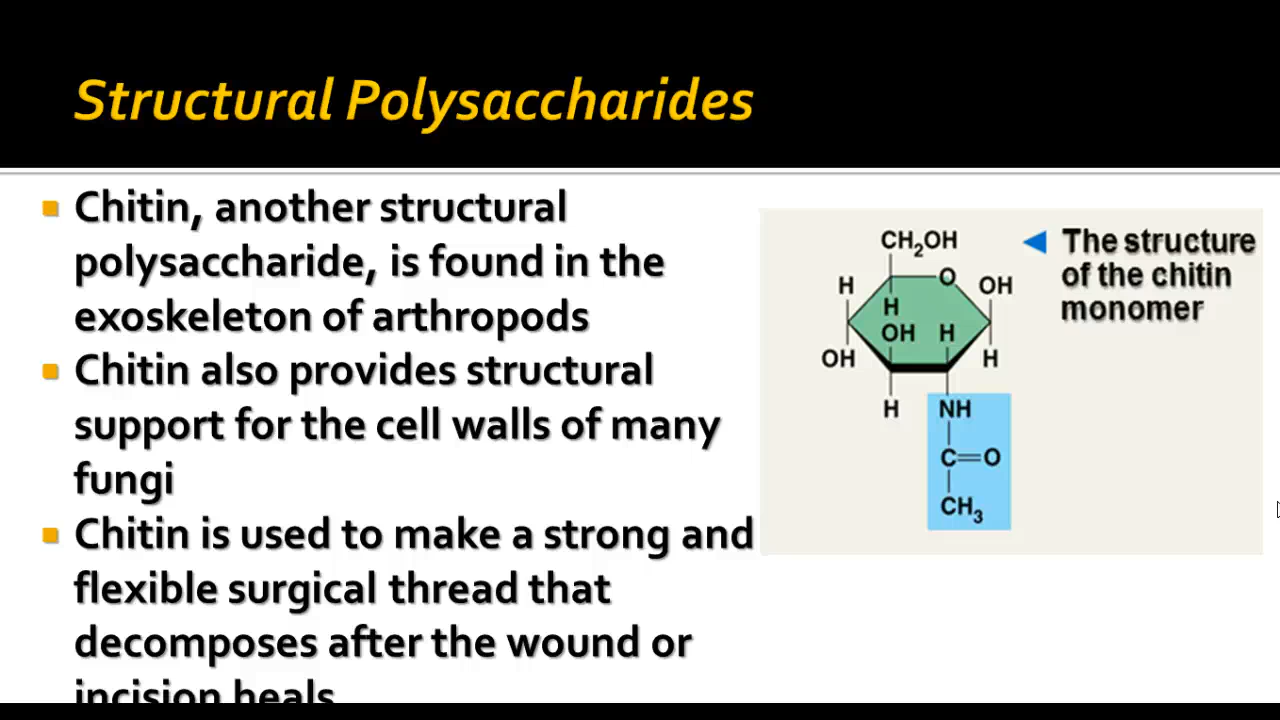 Structural Polysaccharides
Chitin, another structural
polysaccharide, is found in the
exoskeleton of arthropods
Chitin also provides structural
support for the cell walls of many
fungi
Chitin is used to make a strong and
flexible surgical thread that
decomposes after the wound or
incision heals
The structure
of the chitin
monomer
CH₂OH
H
O
OH
H
OH
H
OH
H
H
NH
C=O
CH₃